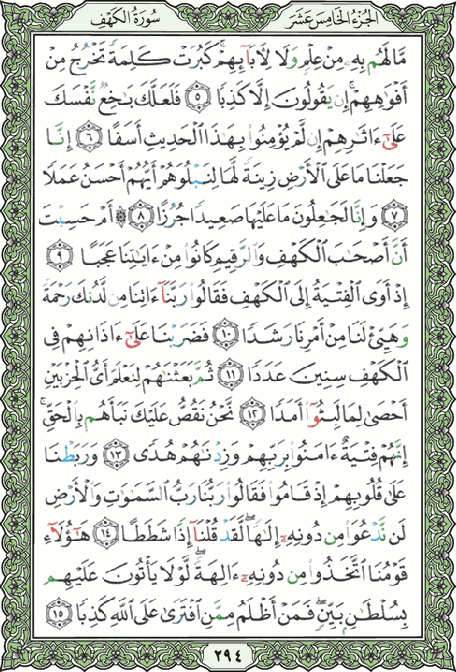 الجزء الخامس عشر
سورة الكهف
مَّا لَهُم بِهِۦ مِنْ عِلْمٍ وَلَا لِأَبَآئِهِمْ ۚ كَبُرَتْ كَلِمَةً تَخْرُجُ مِنْ
أَفْوَٰهِهِمْ ۚ إِن يَقُولُونَ إِلَّا كَذِبًا ٥ فَلَعَلَّكَ بَٰخِعٌ نَّفْسَكَ
عَلَىٰٓ ءَاثَٰرِهِمْ إِن لَّمْ يُؤْمِنُوا۟ بِهَٰذَا ٱلْحَدِيثِ أَسَفًا ٦ إِنَّا
جَعَلْنَا مَا عَلَى ٱلْأَرْضِ زِينَةً لَّهَا لِنَبْلُوَهُمْ أَيُّهُمْ أَحْسَنُ عَمَلًا
٧ وَإِنَّا لَجَٰعِلُونَ مَا عَلَيْهَا صَعِيدًا جُرُزًا ٨ ۞ أَمْ حَسِبْتَ
أَنَّ أَصْحَٰبَ ٱلْكَهْفِ وَٱلرَّقِيمِ كَانُوا۟ مِنْ ءَايَٰتِنَا عَجَبًا ٩
إِذْ أَوَى ٱلْفِتْيَةُ إِلَى ٱلْكَهْفِ فَقَالُوا۟ رَبَّنَآ ءَاتِنَا مِن لَّدُنكَ رَحْمَةً
وَهَيِّئْ لَنَا مِنْ أَمْرِنَا رَشَدًا ١٠ فَضَرَبْنَا عَلَىٰٓ ءَاذَانِهِمْ فِى
ٱلْكَهْفِ سِنِينَ عَدَدًا ١١ ثُمَّ بَعَثْنَٰهُمْ لِنَعْلَمَ أَىُّ ٱلْحِزْبَيْنِ
أَحْصَىٰ لِمَا لَبِثُوٓا۟ أَمَدًا ١٢ نَّحْنُ نَقُصُّ عَلَيْكَ نَبَأَهُم بِٱلْحَقِّ ۚ
إِنَّهُمْ فِتْيَةٌ ءَامَنُوا۟ بِرَبِّهِمْ وَزِدْنَٰهُمْ هُدًى ١٣ وَرَبَطْنَا
عَلَىٰ قُلُوبِهِمْ إِذْ قَامُوا۟ فَقَالُوا۟ رَبُّنَا رَبُّ ٱلسَّمَٰوَٰتِ وَٱلْأَرْضِ
لَن نَّدْعُوَا۟ مِن دُونِهِۦٓ إِلَٰهًا ۖ لَّقَدْ قُلْنَآ إِذًا شَطَطًا ١٤ هَٰٓؤُلَآءِ
قَوْمُنَا ٱتَّخَذُوا۟ مِن دُونِهِۦٓ ءَالِهَةً ۖ لَّوْلَا يَأْتُونَ عَلَيْهِم
بِسُلْطَٰنٍۭ بَيِّنٍ ۖ فَمَنْ أَظْلَمُ مِمَّنِ ٱفْتَرَىٰ عَلَى ٱللَّهِ كَذِبًا ١٥
٢٩٤